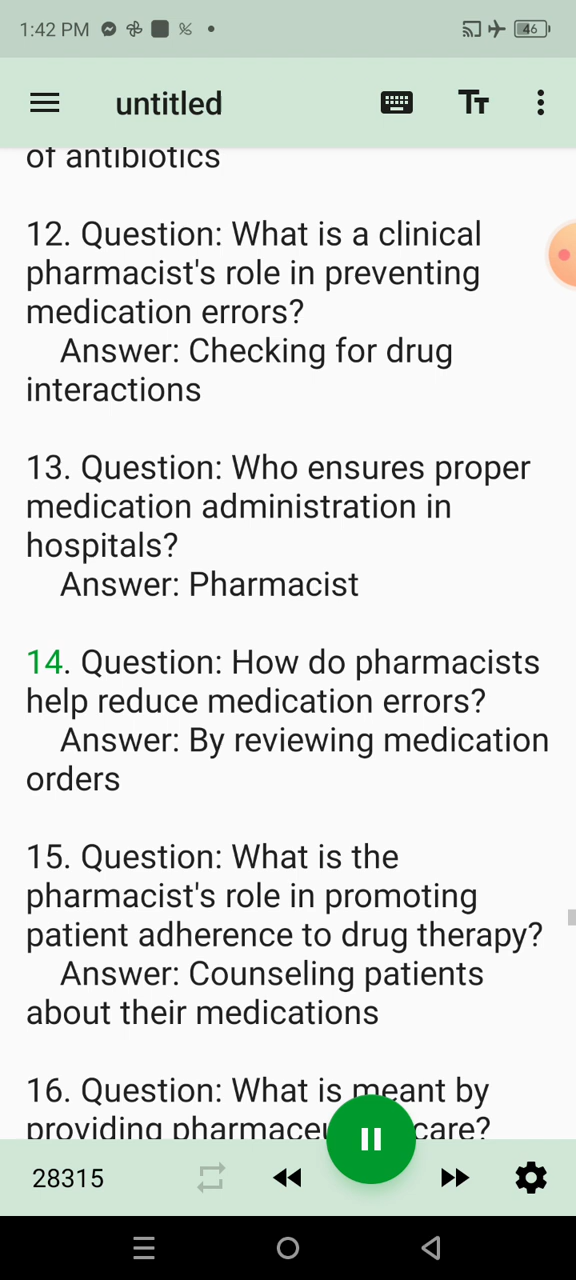 1:42 PM
46
untitled
of antibiotics
12. Question: What is a clinical
pharmacist's role in preventing
medication errors?
Answer: Checking for drug
interactions
13. Question: Who ensures proper
medication administration in
hospitals?
Answer: Pharmacist
14. Question: How do pharmacists
help reduce medication errors?
Answer: By reviewing medication
orders
15. Question: What is the
pharmacist's role in promoting
patient adherence to drug therapy?
Answer: Counseling patients
about their medications
16. Question: What is meant by
providing care?
28315